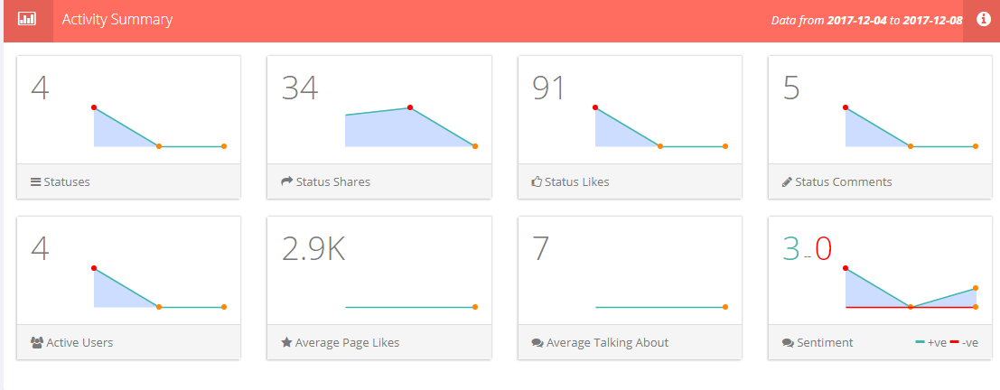 Activity Summary
Data from 2017-12-04 to 2017-12-08
4
Statuses
34
Status Shares
91
Status Likes
5
Status Comments
4
Active Users
2.9K
Average Page Likes
7
Average Talking About
3 -- 0
Sentiment
+ve -ve